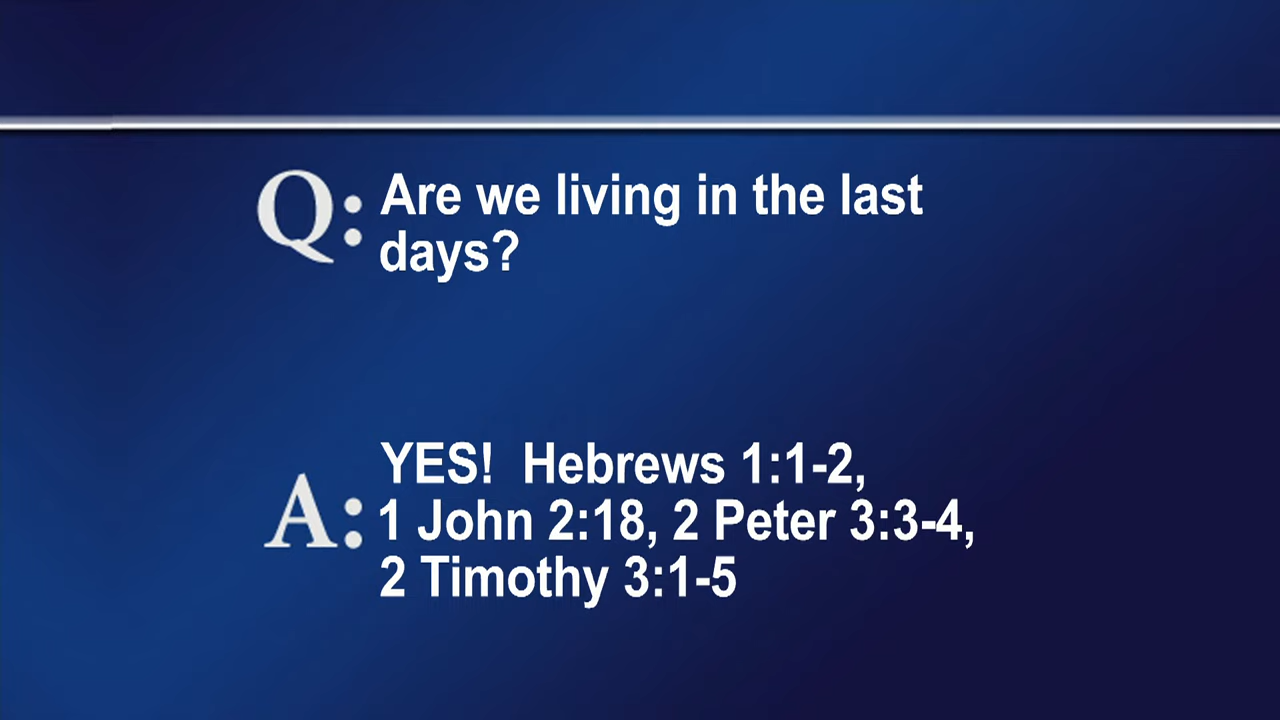 Q: Are we living in the last
days?
A: YES!  Hebrews 1:1-2,
1 John 2:18, 2 Peter 3:3-4,
2 Timothy 3:1-5